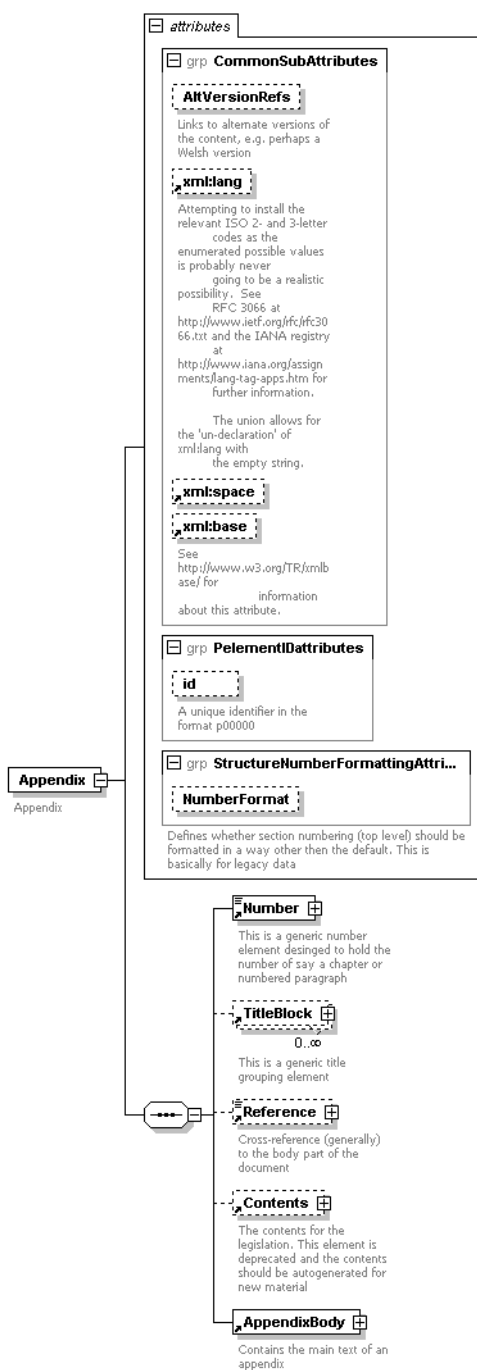 attributes
grp CommonSubAttributes
AltVersionRefs
Links to alternate versions of
the content, e.g. perhaps a
Welsh version
xml:lang
Attempting to install the
relevant ISO 2- and 3-letter
codes as the
enumerated possible values
is probably never
going to be a realistic
possibility. See
RFC 3066 at
http://www.ietf.org/rfc/rfc30
66.txt and the IANA registry
at
http://www.iana.org/assign
ments/lang-tag-apps.htm for
further information.
The union allows for
the 'un-declaration' of
xml:lang with
the empty string.
xml:space
xml:base
See
http://www.w3.org/TR/xmlb
ase/ for
information
about this attribute.
grp PelementIDattributes
id
A unique identifier in the
format p00000
grp StructureNumberFormattingAttri...
NumberFormat
Defines whether section numbering (top level) should be
formatted in a way other then the default. This is
basically for legacy data
Appendix
Appendix
Number
This is a generic number
element desinged to hold the
number of say a chapter or
numbered paragraph
TitleBlock
0..∞
This is a generic title
grouping element
Reference
Cross-reference (generally)
to the body part of the
document
Contents
The contents for the
legislation. This element is
deprecated and the contents
should be autogenerated for
new material
AppendixBody
Contains the main text of an
appendix